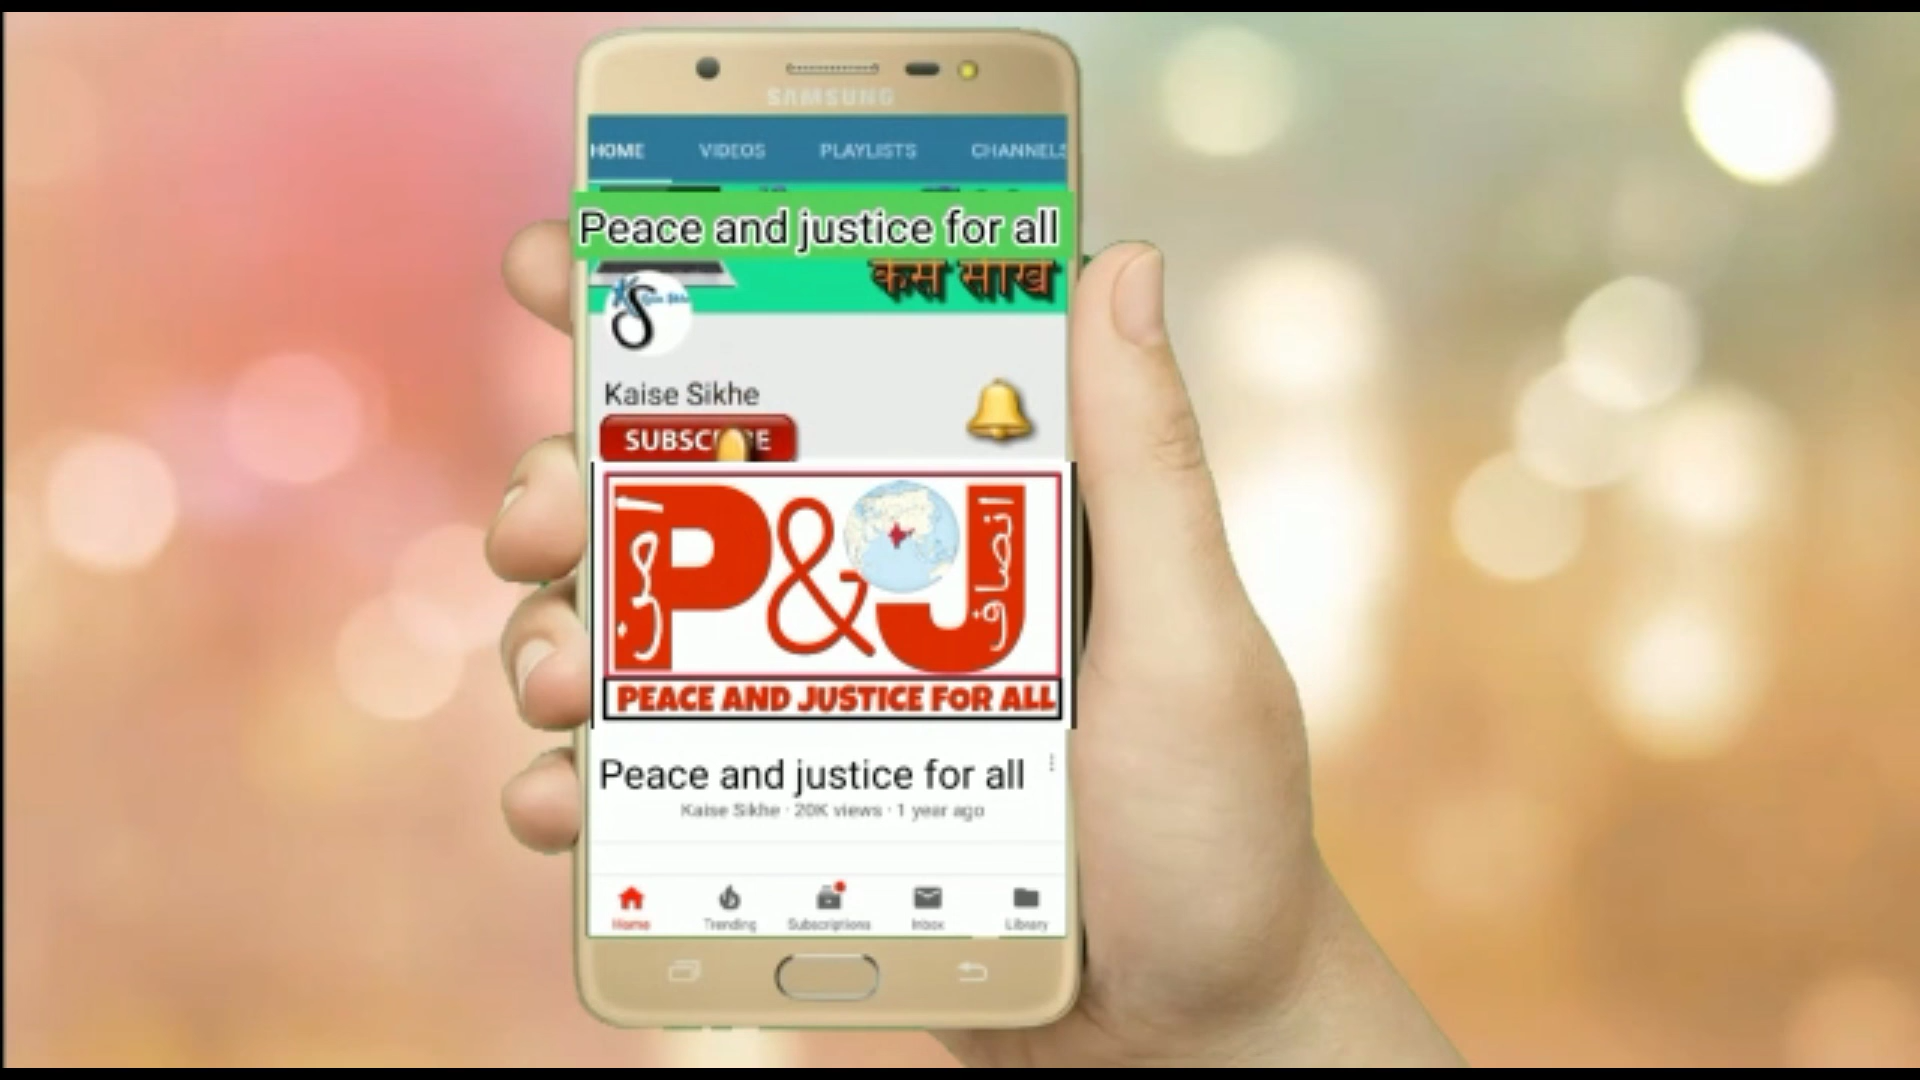 SAMSUNG
HOME VIDEOS PLAYLISTS CHANNELS
Peace and justice for all
Kaise Sikhe
امن
P&J
انصاف
PEACE AND JUSTICE FOR ALL
Peace and justice for all
Kaise Sikhe · 20K views · 1 year ago
Home Trending Subscriptions Inbox Library